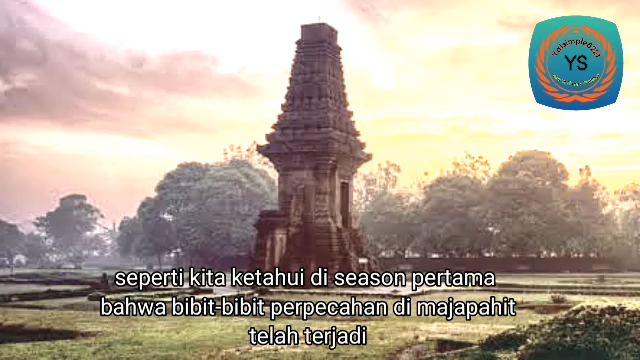 YS
seperti kita ketahui di season pertama
bahwa bibit-bibit perpecahan di majapahit
telah terjadi